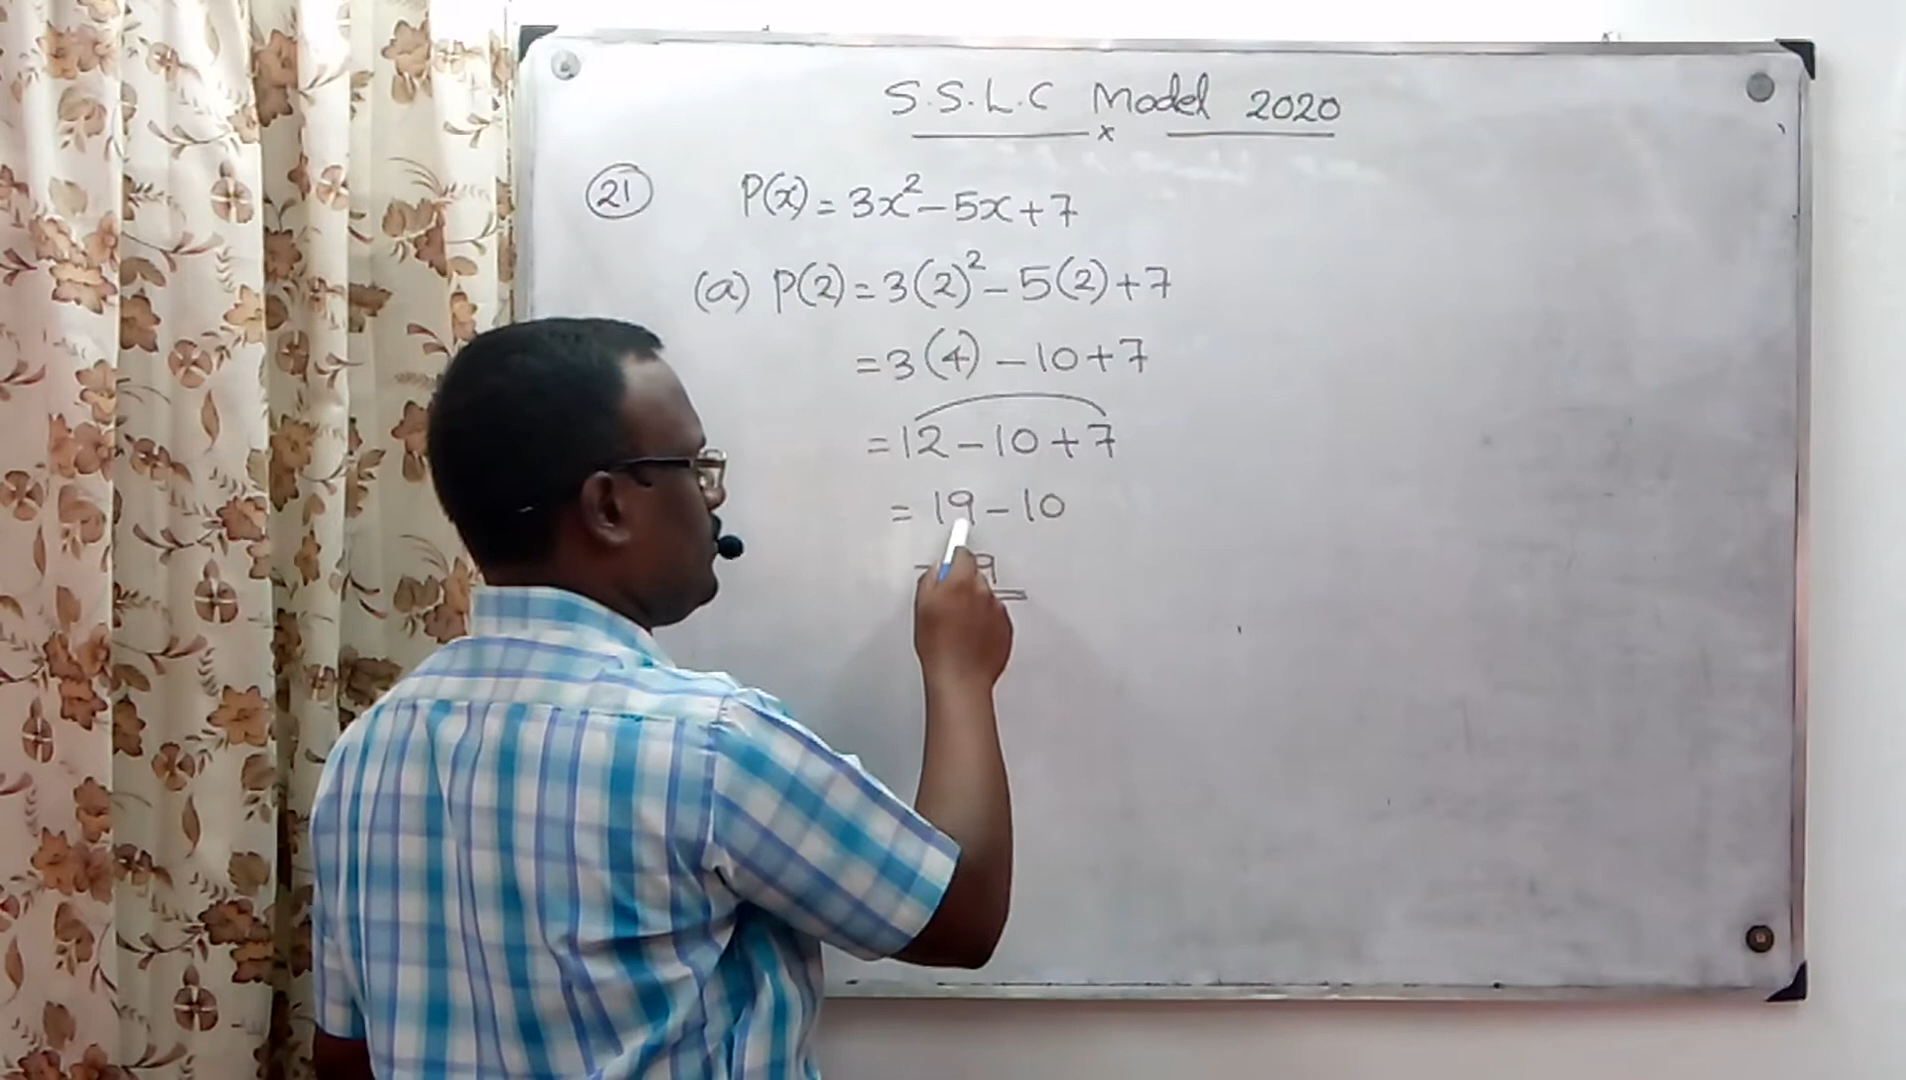 S.S.L.C Model 2020
x
21 P(x) = 3x² - 5x + 7
(a) P(2) = 3(2)² - 5(2) + 7
= 3(4) - 10 + 7
= 12 - 10 + 7
= 19 - 10
= 9